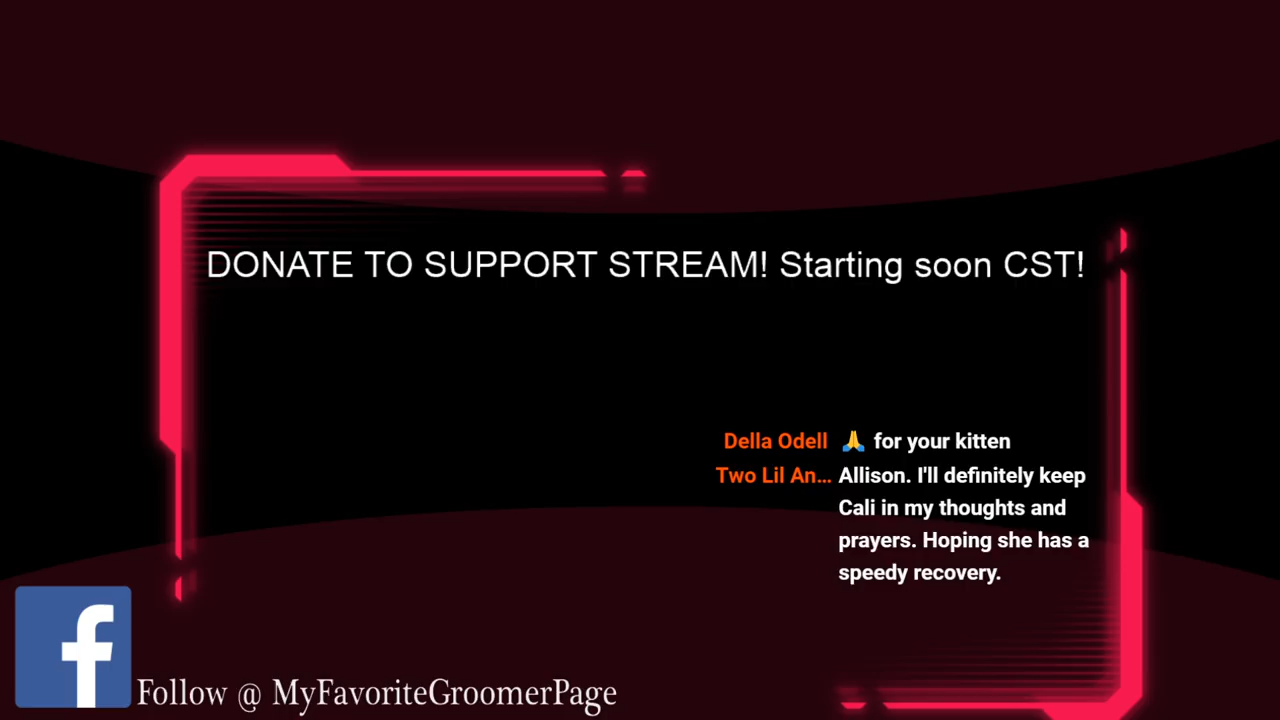 DONATE TO SUPPORT STREAM! Starting soon CST!
Della Odell 🙏 for your kitten
Two Lil An… Allison. I'll definitely keep
Cali in my thoughts and
prayers. Hoping she has a
speedy recovery.
f
Follow @ MyFavoriteGroomerPage